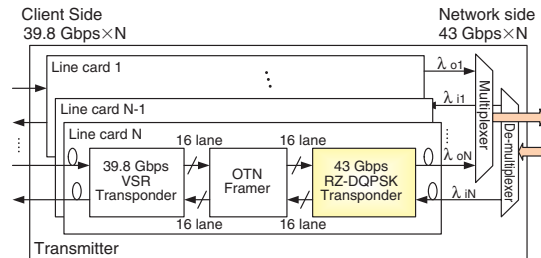 Client Side
39.8 Gbps×N
Network side
43 Gbps×N
Line card 1
λ o1
Line card N-1
λ i1
Line card N
16 lane
16 lane
39.8 Gbps
VSR
Transponder
OTN
Framer
43 Gbps
RZ-DQPSK
Transponder
λ oN
λ iN
16 lane
16 lane
Multiplexer
De-multiplexer
Transmitter